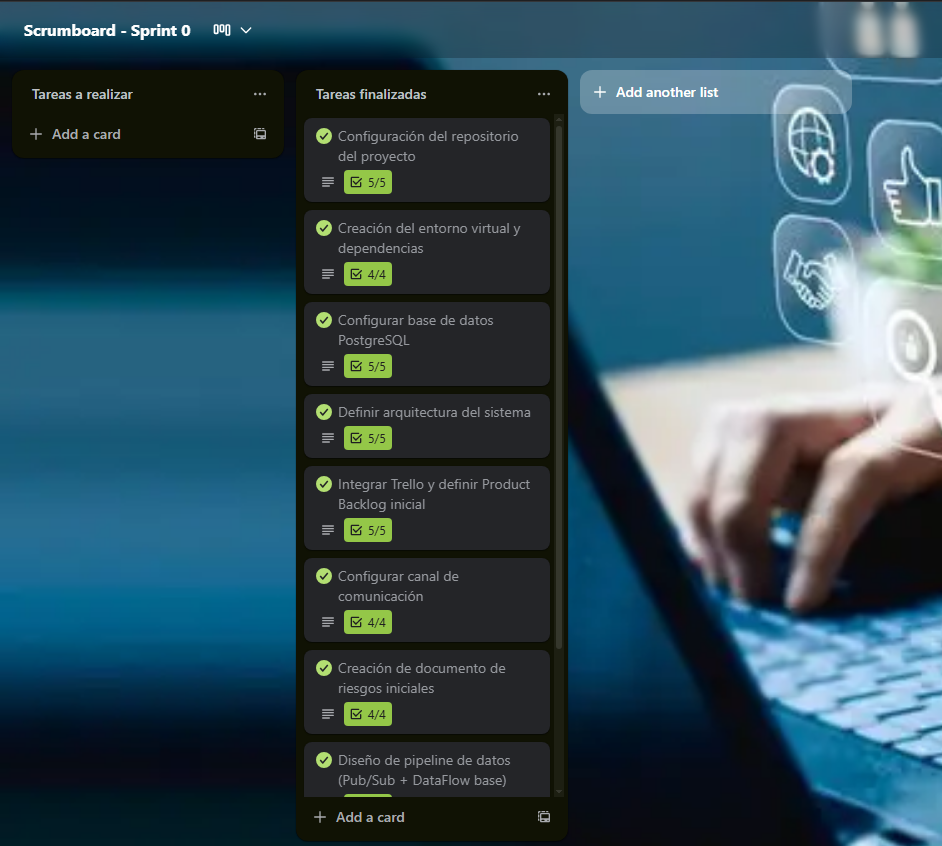 Scrumboard - Sprint 0
Tareas a realizar
Add a card
Tareas finalizadas
Configuración del repositorio
del proyecto
5/5
Creación del entorno virtual y
dependencias
4/4
Configurar base de datos
PostgreSQL
5/5
Definir arquitectura del sistema
5/5
Integrar Trello y definir Product
Backlog inicial
5/5
Configurar canal de
comunicación
4/4
Creación de documento de
riesgos iniciales
4/4
Diseño de pipeline de datos
(Pub/Sub + DataFlow base)
Add a card
Add another list